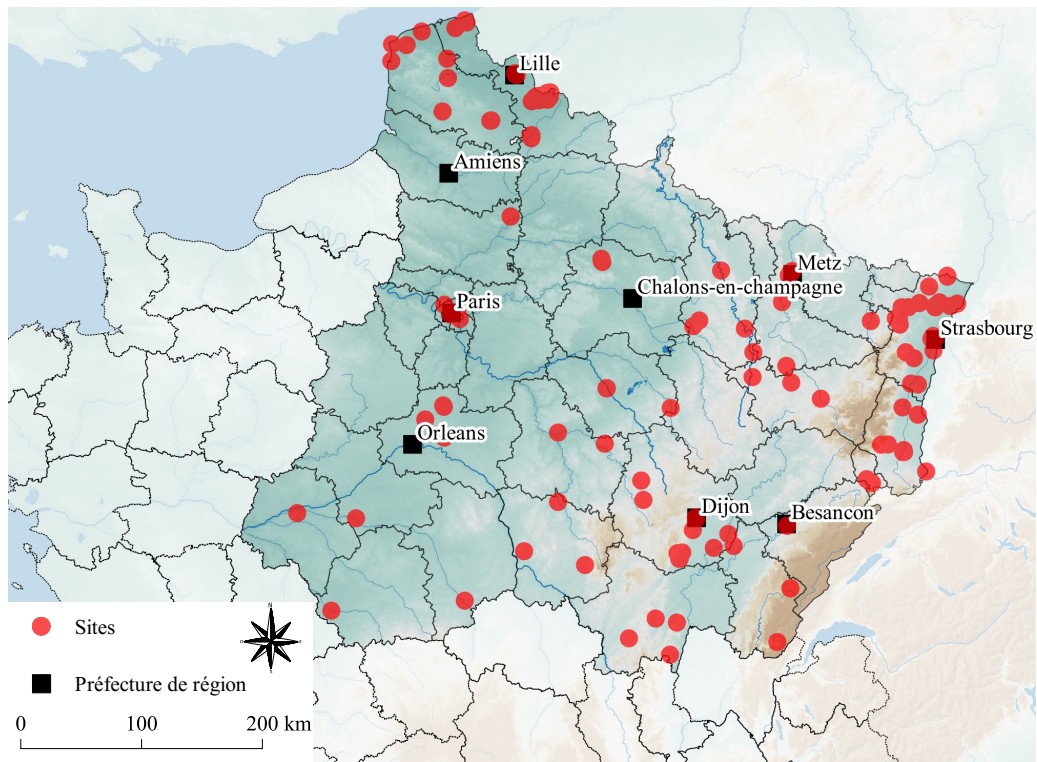 Lille
Amiens
Metz
Chalons-en-champagne
Paris
Strasbourg
Orleans
Dijon
Besancon
N
Sites
Préfecture de région
0 100 200 km